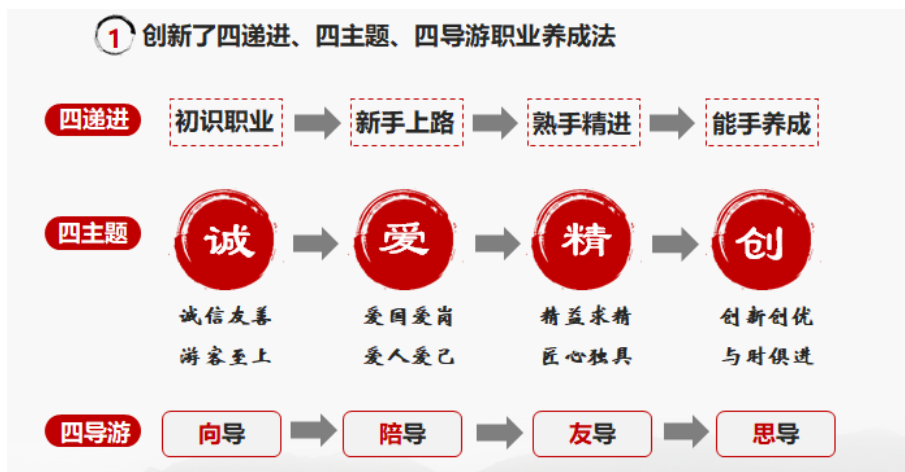 1 创新了四递进、四主题、四导游职业养成法
四递进 初识职业 新手上路 熟手精进 能手养成
四主题 诚 爱 精 创
诚信友善 爱国爱岗 精益求精 创新创优
游客至上 爱人爱己 匠心独具 与时俱进
四导游 向导 陪导 友导 思导